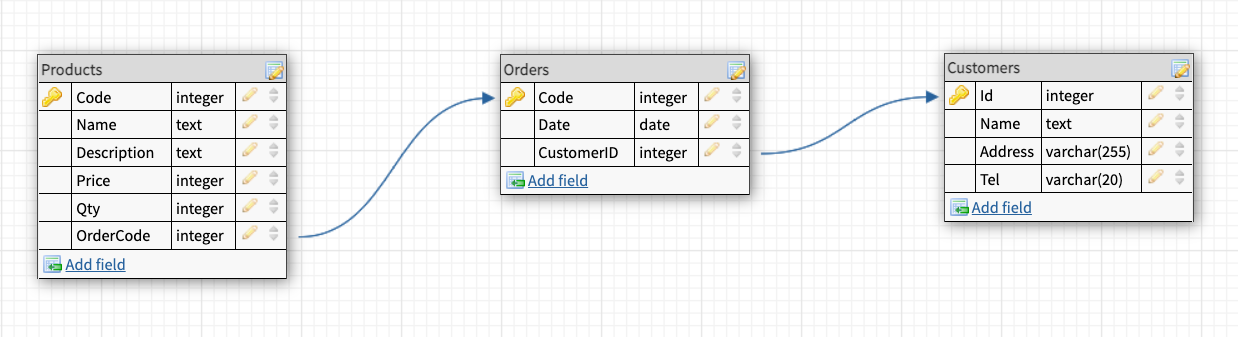 Products
Code integer
Name text
Description text
Price integer
Qty integer
OrderCode integer
Add field
Orders
Code integer
Date date
CustomerID integer
Add field
Customers
Id integer
Name text
Address varchar(255)
Tel varchar(20)
Add field